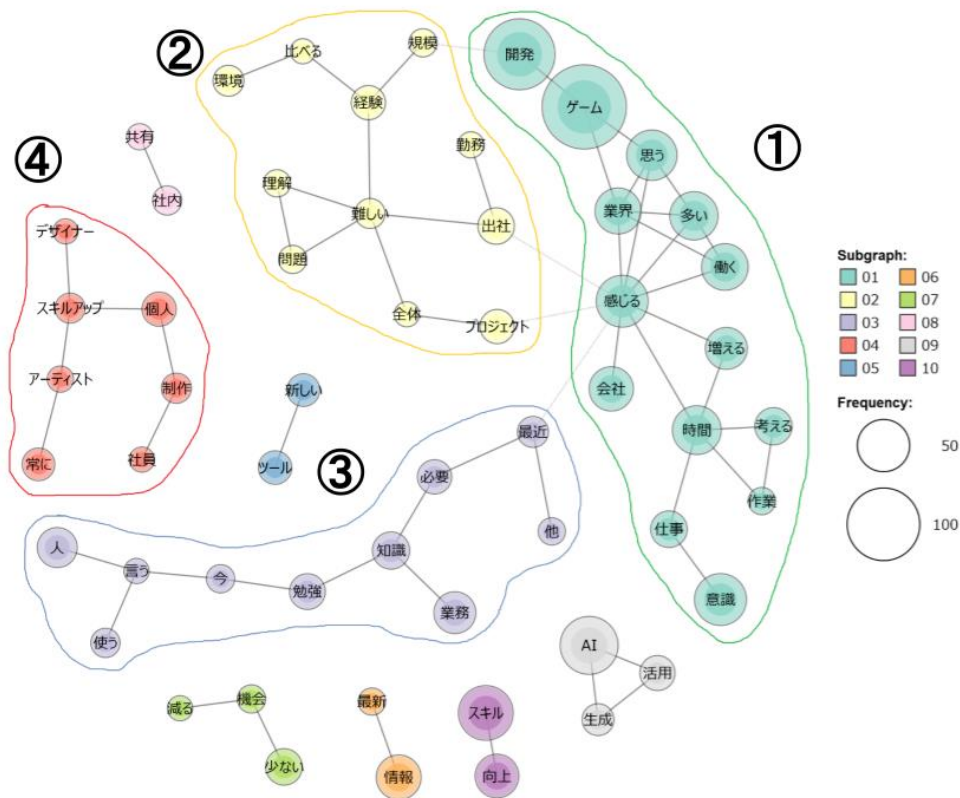 ②
規模
比べる
環境
経験
開発
ゲーム
①
共有
社内
④
勤務
理解
難しい
出社
問題
全体
プロジェクト
思う
業界
多い
働く
感じる
増える
会社
時間
考える
作業
仕事
意識
デザイナー
スキルアップ
個人
アーティスト
制作
常に
社員
新しい
ツール
③
最近
必要
他
人
言う
今
勉強
知識
業務
使う
AI
活用
生成
減る
機会
少ない
最新
情報
スキル
向上
Subgraph:
01 06
02 07
03 08
04 09
05 10
Frequency:
50
100